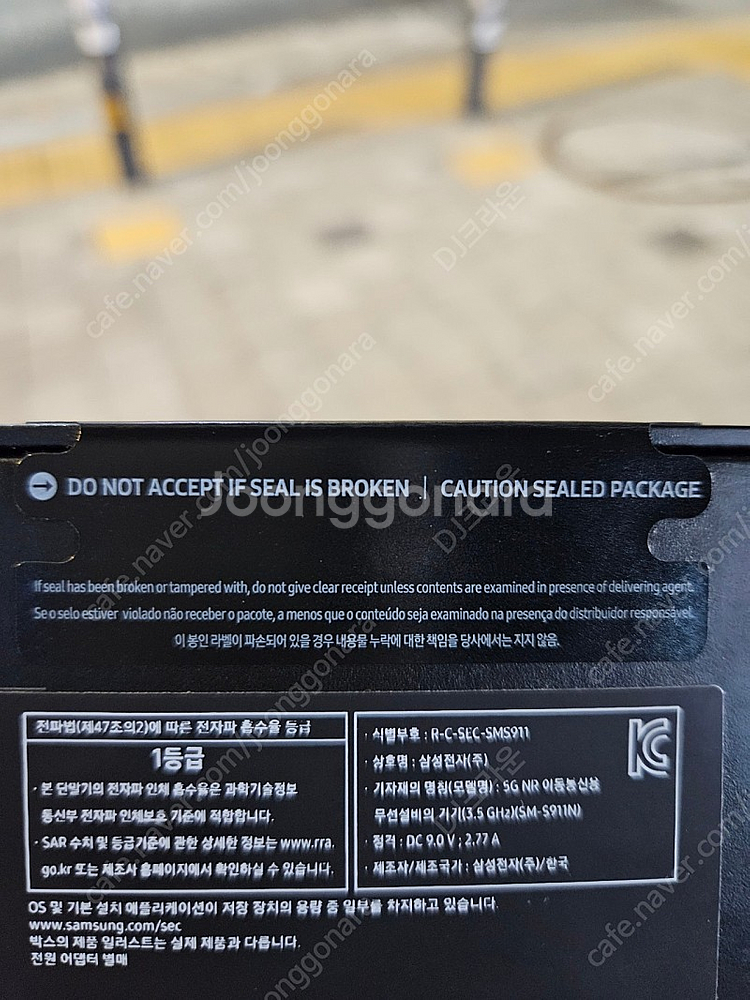 DO NOT ACCEPT IF SEAL IS BROKEN | CAUTION SEALED PACKAGE
If seal has been broken or tampered with, do not give clear receipt unless contents are examined in presence of delivering agent.
Se o selo estiver violado não receber o pacote, a menos que o conteúdo seja examinado na presença do distribuidor responsável.
이 봉인 라벨이 파손되어 있을 경우 내용물 누락에 대한 책임을 당사에서는 지지 않음.
전파법(제47조의2)에 따른 전자파 흡수율 등급
1등급
· 본 단말기의 전자파 인체 흡수율은 과학기술정보
통신부 전자파 인체보호 기준에 적합합니다.
· SAR 수치 및 등급기준에 관한 상세한 정보는 www.rra.
go.kr 또는 제조사 홈페이지에서 확인하실 수 있습니다.
· 식별부호 : R-C-SEC-SMS911
· 상호명 : 삼성전자(주)
· 기자재의 명칭(모델명) : 5G NR 이동통신용
무선설비의 기기(3.5 GHz)(SM-S911N)
· 정격 : DC 9.0 V ; 2.77 A
· 제조자/제조국가 : 삼성전자(주)/한국
KC
OS 및 기본 설치 애플리케이션이 저장 장치의 용량 중 일부를 차지하고 있습니다.
www.samsung.com/sec
박스의 제품 일러스트는 실제 제품과 다릅니다.
전원 어댑터 별매
Joonggonara
cafe.naver.com/joonggonara
DJ크라운